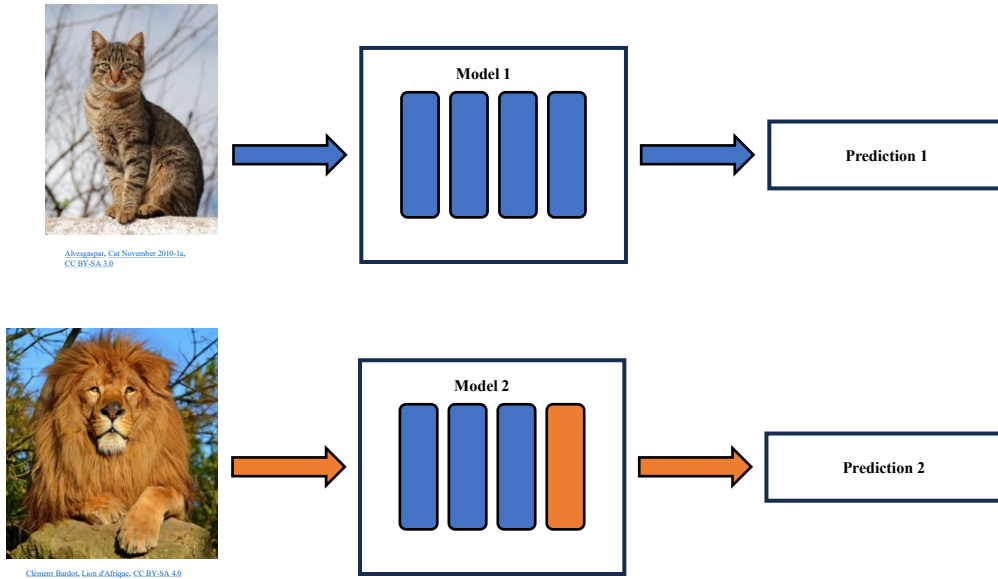 Model 1
Prediction 1
Alvesgaspar, Cat November 2010-1a,
CC BY-SA 3.0
Model 2
Prediction 2
Clément Bardot, Lion d'Afrique, CC BY-SA 4.0